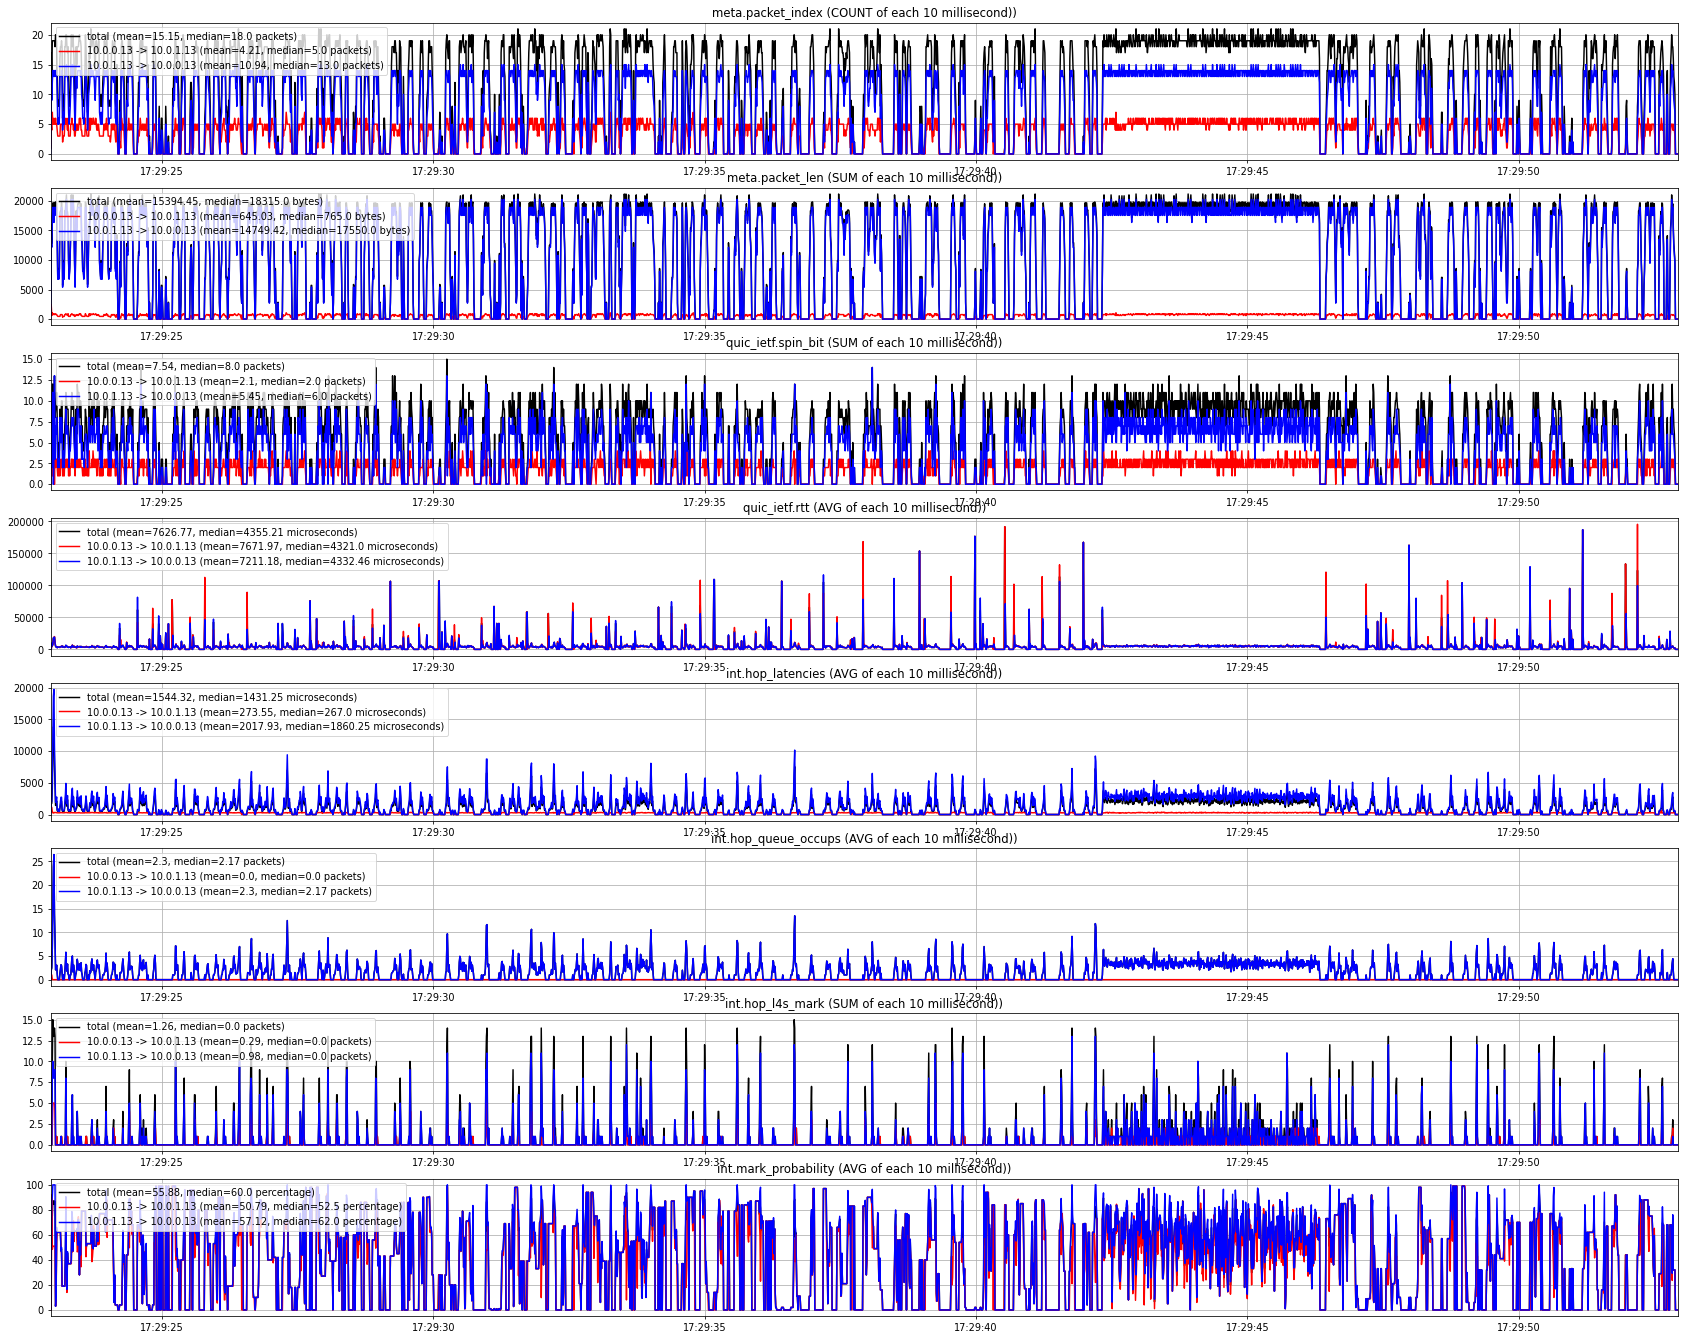 meta.packet_index (COUNT of each 10 millisecond))
20
15
10
5
0
total (mean=15.15, median=18.0 packets)
10.0.0.13 -> 10.0.1.13 (mean=4.21, median=5.0 packets)
10.0.1.13 -> 10.0.0.13 (mean=10.94, median=13.0 packets)
17:29:25 17:29:30 17:29:35 17:29:40 17:29:45 17:29:50
meta.packet_len (SUM of each 10 millisecond))
20000
15000
10000
5000
0
total (mean=15394.45, median=18315.0 bytes)
10.0.0.13 -> 10.0.1.13 (mean=645.03, median=765.0 bytes)
10.0.1.13 -> 10.0.0.13 (mean=14749.42, median=17550.0 bytes)
17:29:25 17:29:30 17:29:35 17:29:40 17:29:45 17:29:50
quic_ietf.spin_bit (SUM of each 10 millisecond))
15.0
12.5
10.0
7.5
5.0
2.5
0.0
total (mean=7.54, median=8.0 packets)
10.0.0.13 -> 10.0.1.13 (mean=2.1, median=2.0 packets)
10.0.1.13 -> 10.0.0.13 (mean=5.45, median=6.0 packets)
17:29:25 17:29:30 17:29:35 17:29:40 17:29:45 17:29:50
quic_ietf.rtt (AVG of each 10 millisecond))
200000
150000
100000
50000
0
total (mean=7626.77, median=4355.21 microseconds)
10.0.0.13 -> 10.0.1.13 (mean=7671.97, median=4321.0 microseconds)
10.0.1.13 -> 10.0.0.13 (mean=7211.18, median=4332.46 microseconds)
17:29:25 17:29:30 17:29:35 17:29:40 17:29:45 17:29:50
int.hop_latencies (AVG of each 10 millisecond))
20000
15000
10000
5000
0
total (mean=1544.32, median=1431.25 microseconds)
10.0.0.13 -> 10.0.1.13 (mean=273.55, median=267.0 microseconds)
10.0.1.13 -> 10.0.0.13 (mean=2017.93, median=1860.25 microseconds)
17:29:25 17:29:30 17:29:35 17:29:40 17:29:45 17:29:50
int.hop_queue_occups (AVG of each 10 millisecond))
25
20
15
10
5
0
total (mean=2.3, median=2.17 packets)
10.0.0.13 -> 10.0.1.13 (mean=0.0, median=0.0 packets)
10.0.1.13 -> 10.0.0.13 (mean=2.3, median=2.17 packets)
17:29:25 17:29:30 17:29:35 17:29:40 17:29:45 17:29:50
int.hop_l4s_mark (SUM of each 10 millisecond))
15.0
12.5
10.0
7.5
5.0
2.5
0.0
total (mean=1.26, median=0.0 packets)
10.0.0.13 -> 10.0.1.13 (mean=0.29, median=0.0 packets)
10.0.1.13 -> 10.0.0.13 (mean=0.98, median=0.0 packets)
17:29:25 17:29:30 17:29:35 17:29:40 17:29:45 17:29:50
int.mark_probability (AVG of each 10 millisecond))
100
80
60
40
20
0
total (mean=55.88, median=60.0 percentage)
10.0.0.13 -> 10.0.1.13 (mean=50.79, median=52.5 percentage)
10.0.1.13 -> 10.0.0.13 (mean=57.12, median=62.0 percentage)
17:29:25 17:29:30 17:29:35 17:29:40 17:29:45 17:29:50